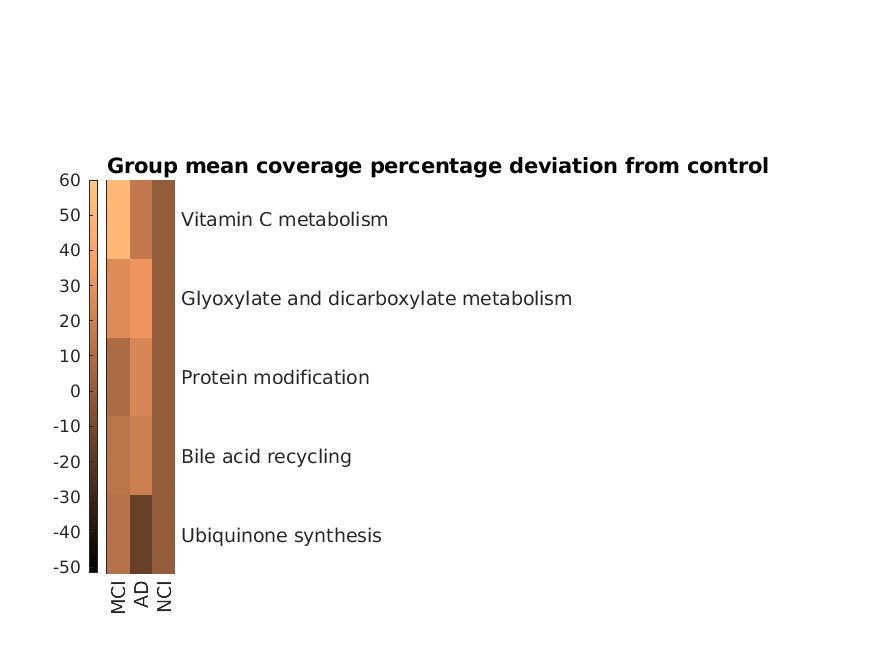 Group mean coverage percentage deviation from control
60
50
40
30
20
10
0
-10
-20
-30
-40
-50
Vitamin C metabolism
Glyoxylate and dicarboxylate metabolism
Protein modification
Bile acid recycling
Ubiquinone synthesis
MCI
AD
NCI